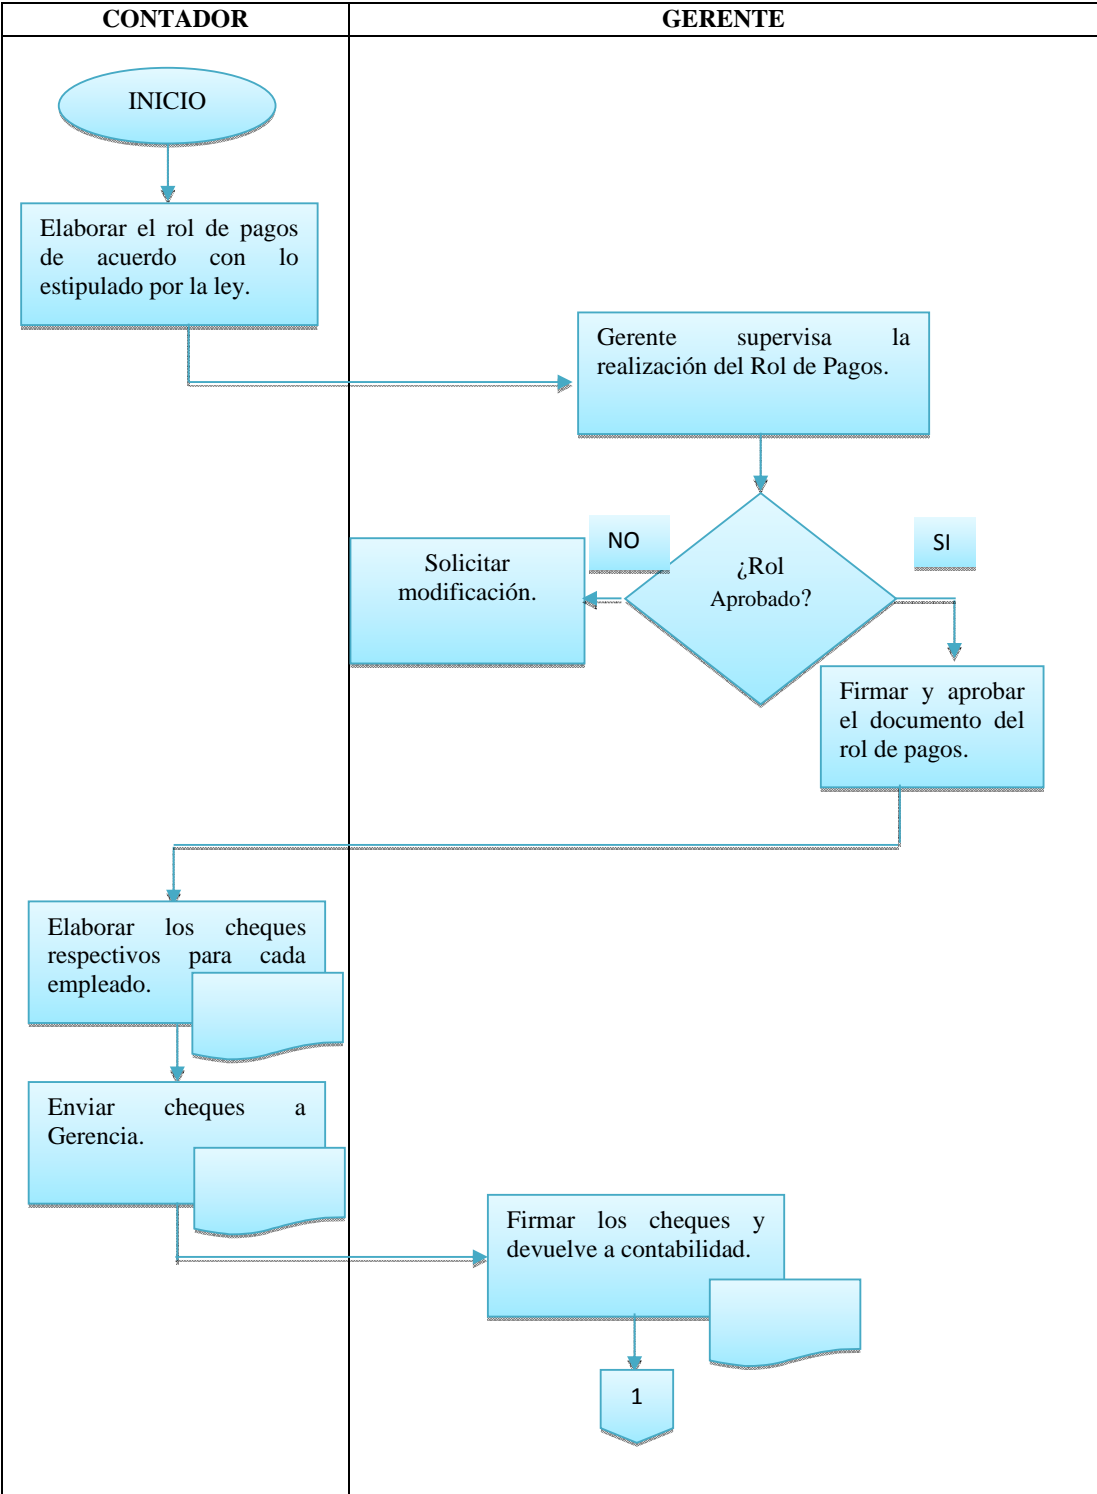 CONTADOR
GERENTE
INICIO
Elaborar el rol de pagos
de acuerdo con lo
estipulado por la ley.
Gerente supervisa la
realización del Rol de Pagos.
NO
SI
Solicitar
modificación.
¿Rol
Aprobado?
Firmar y aprobar
el documento del
rol de pagos.
Elaborar los cheques
respectivos para cada
empleado.
Enviar cheques a
Gerencia.
Firmar los cheques y
devuelve a contabilidad.
1